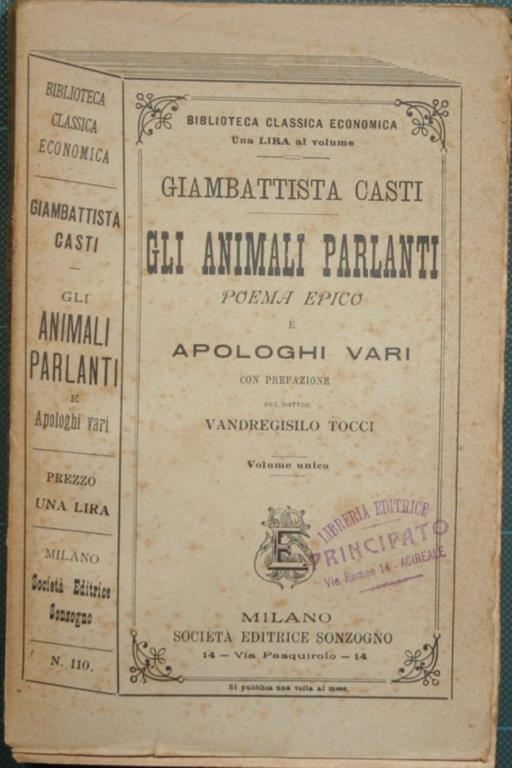 BIBLIOTECA
CLASSICA
ECONOMICA
GIAMBATTISTA
CASTI
GLI
ANIMALI
PARLANTI
E
Apologhi vari
PREZZO
UNA LIRA
MILANO
Società Editrice
Sonzogno
N. 110.
BIBLIOTECA CLASSICA ECONOMICA
Una LIRA al volume
GIAMBATTISTA CASTI
GLI ANIMALI PARLANTI
POEMA EPICO
E
APOLOGHI VARI
CON PREFAZIONE
DEL DOTTOR
VANDREGISILO TOCCI
Volume unico
LIBRERIA EDITRICE
PRINCIPATO
Via Romeo 14 - ACIREALE
MILANO
SOCIETÀ EDITRICE SONZOGNO
14 — Via Pasquirolo — 14
Si pubblica una volta al mese.